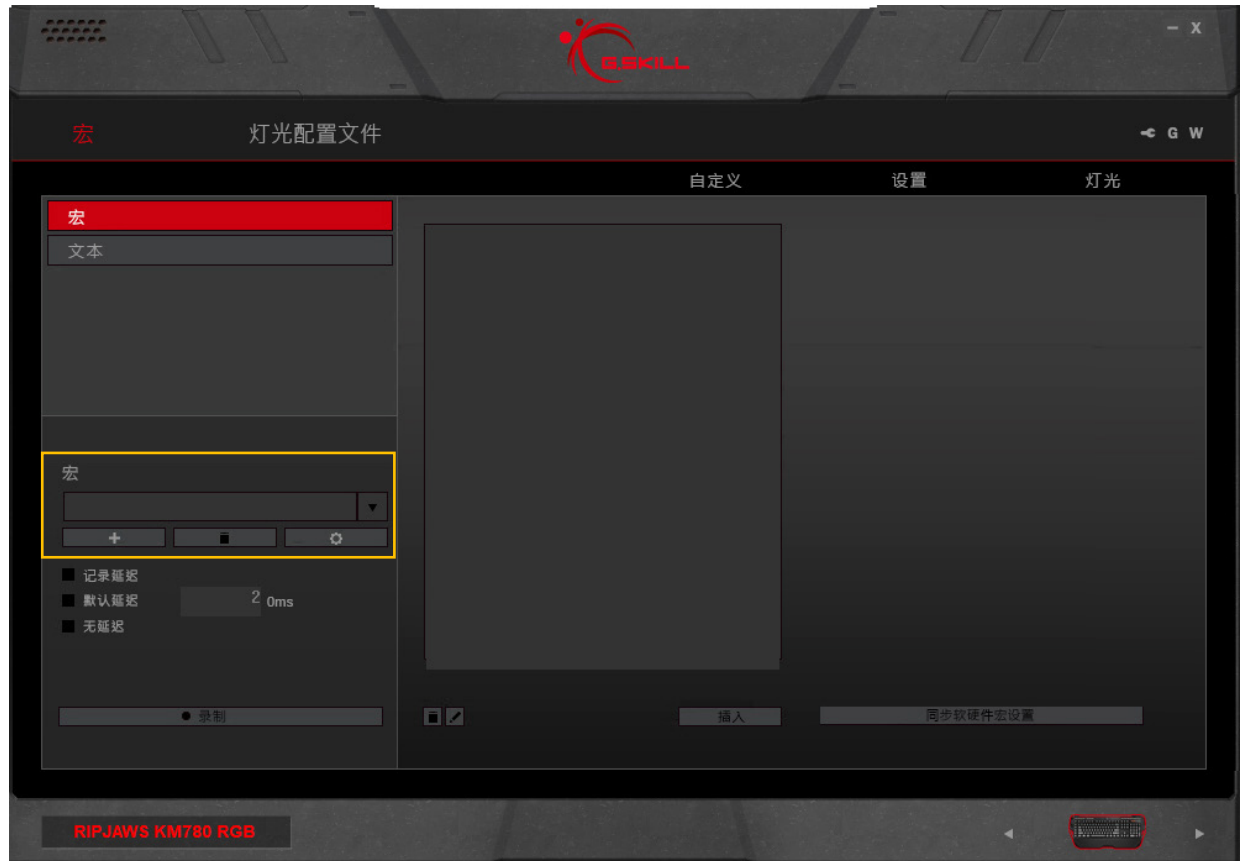 G.SKILL
- X
宏 灯光配置文件 G W
自定义 设置 灯光
宏
文本
宏
记录延迟
默认延迟 2 0ms
无延迟
录制 插入 同步软硬件宏设置
RIPJAWS KM780 RGB